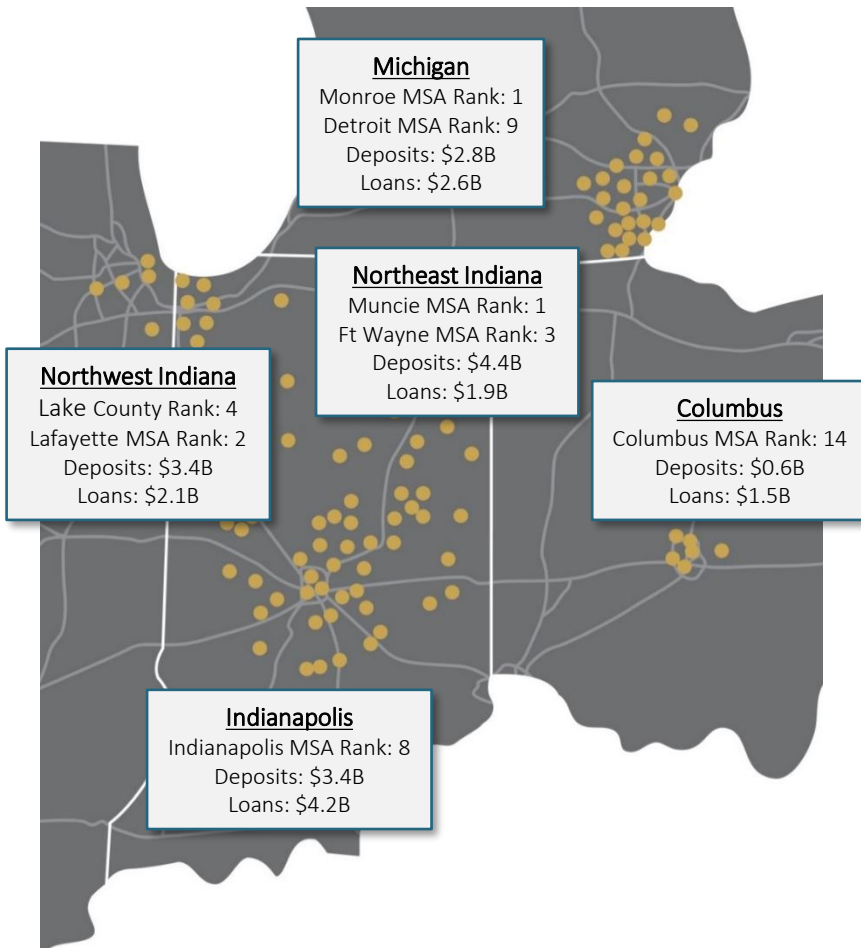 Michigan
Monroe MSA Rank: 1
Detroit MSA Rank: 9
Deposits: $2.8B
Loans: $2.6B
Northeast Indiana
Muncie MSA Rank: 1
Ft Wayne MSA Rank: 3
Deposits: $4.4B
Loans: $1.9B
Northwest Indiana
Lake County Rank: 4
Lafayette MSA Rank: 2
Deposits: $3.4B
Loans: $2.1B
Columbus
Columbus MSA Rank: 14
Deposits: $0.6B
Loans: $1.5B
Indianapolis
Indianapolis MSA Rank: 8
Deposits: $3.4B
Loans: $4.2B